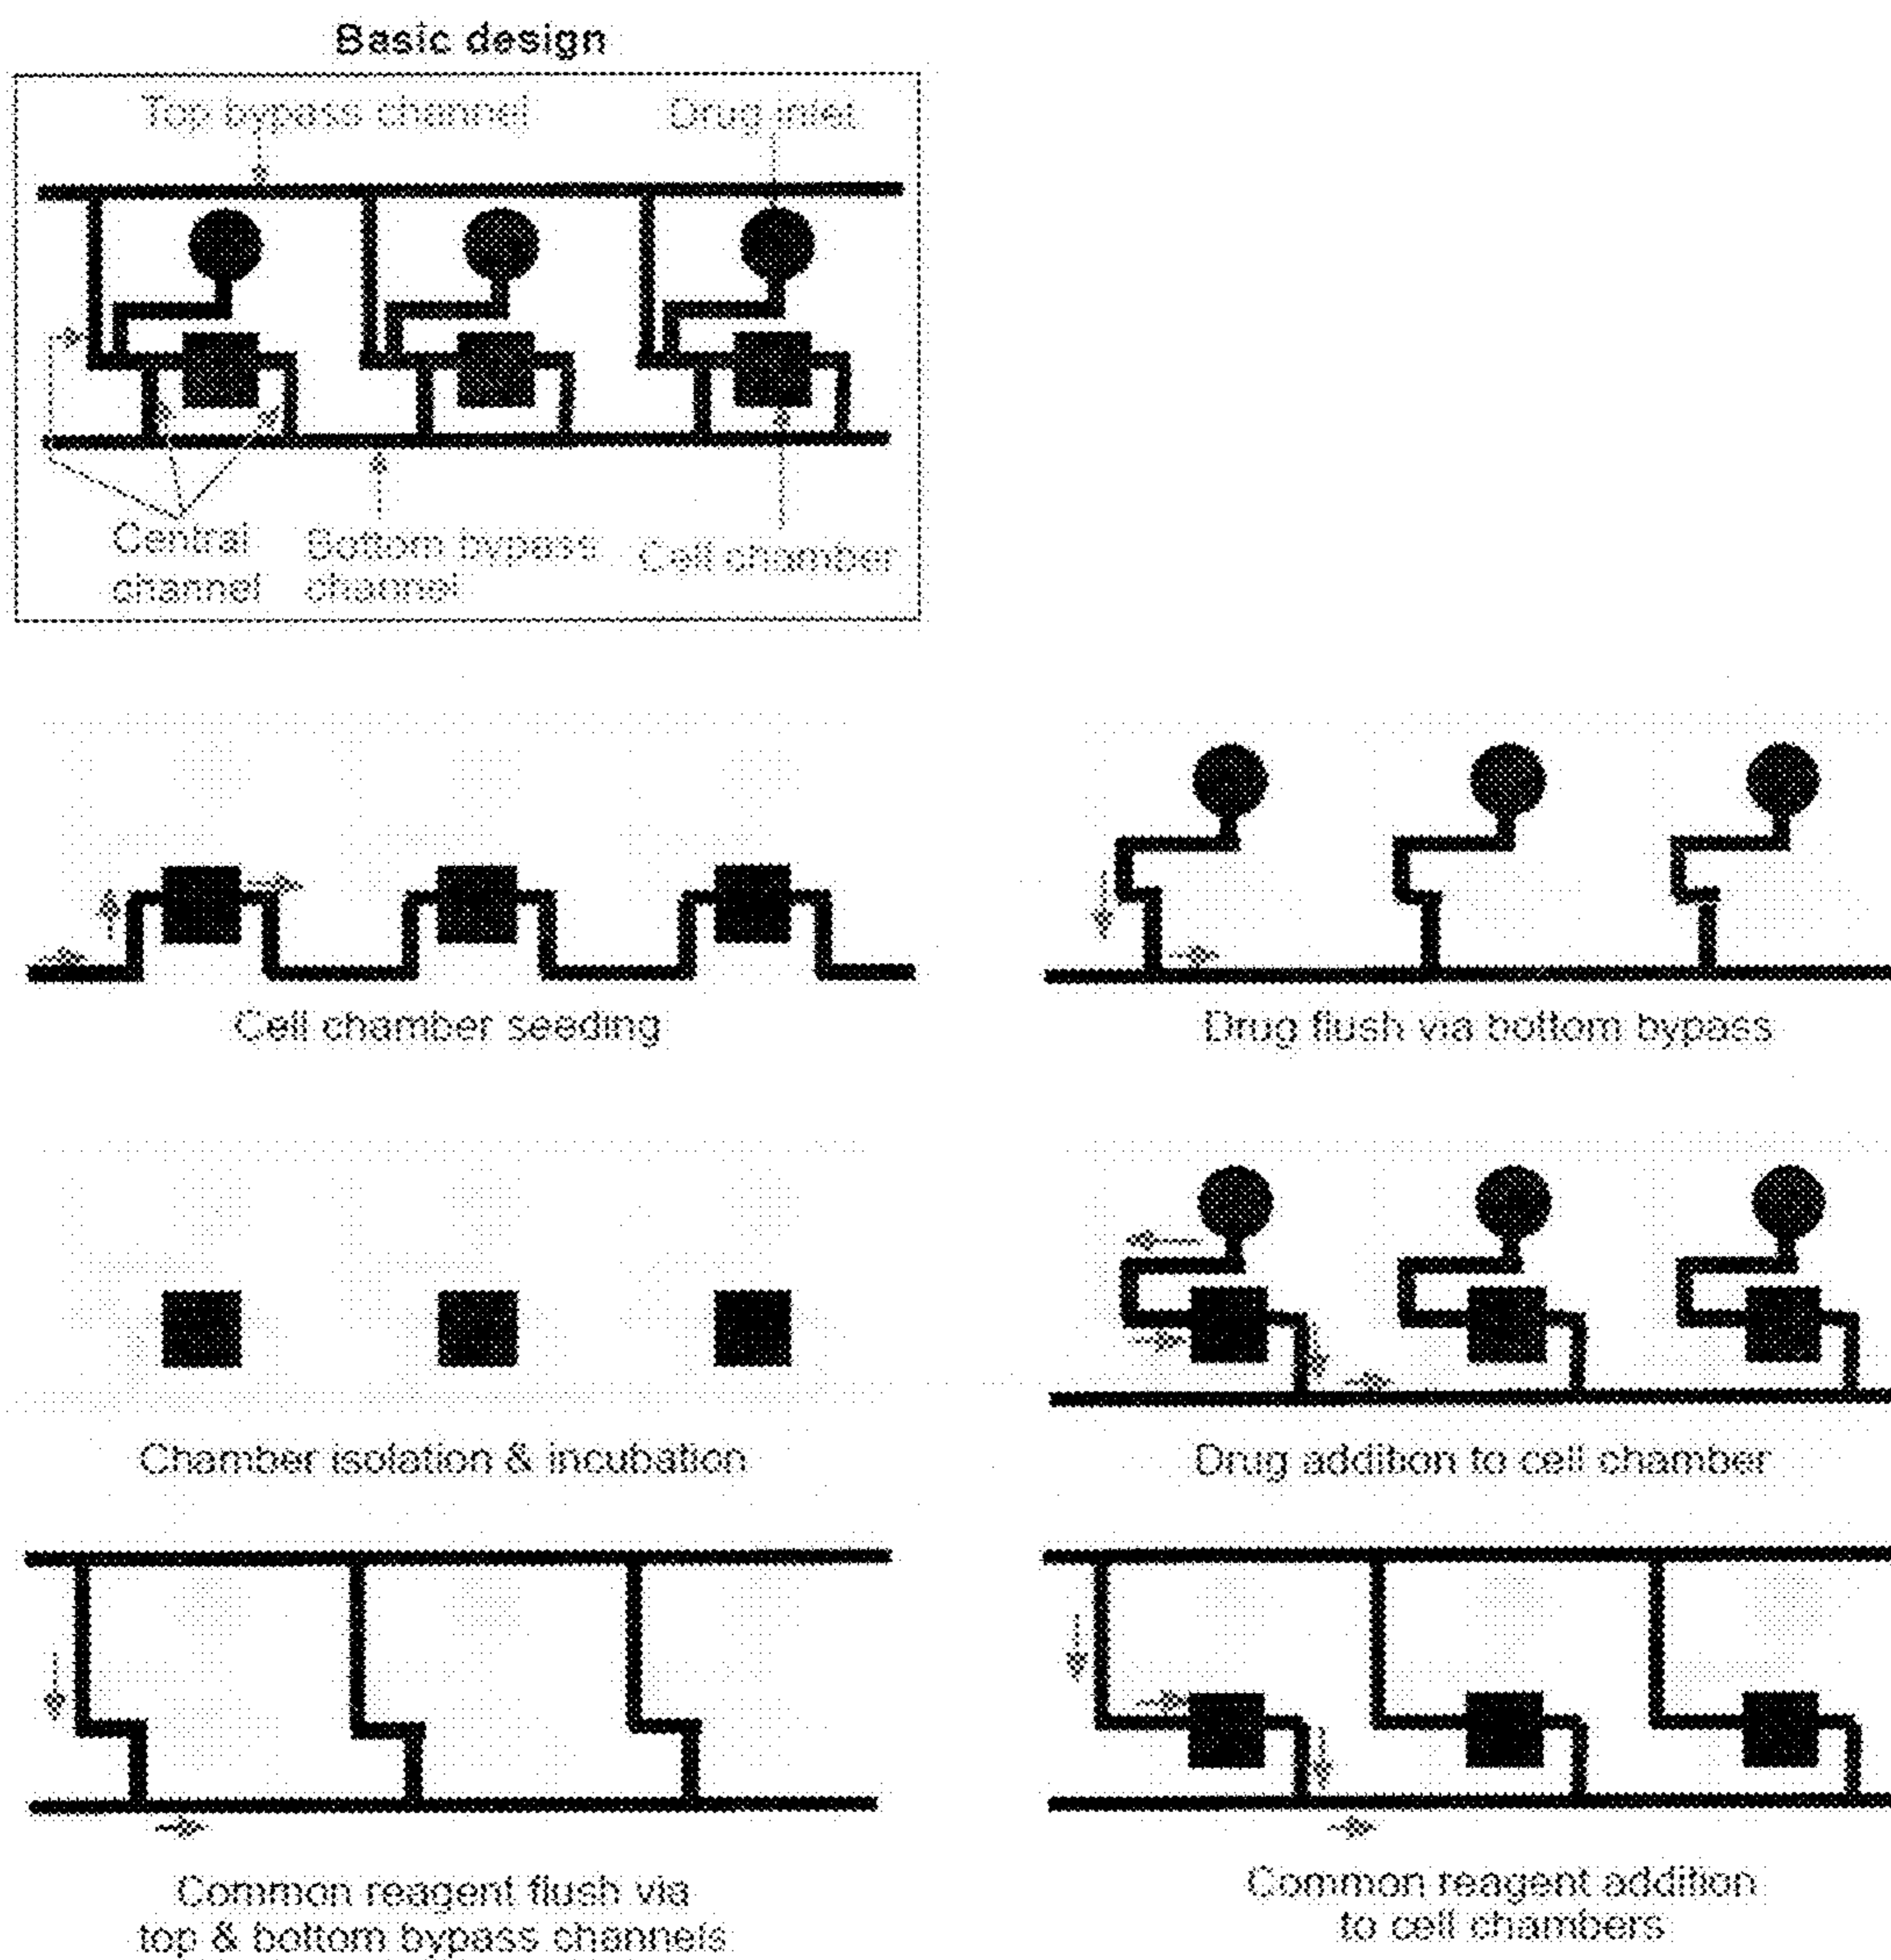 Basic design
Top bypass channel
Drug inlet
Central
channel
Bottom bypass
channel
Cell chamber
Cell chamber seeding
Drug flush via bottom bypass
Chamber isolation & incubation
Drug addition to cell chamber
Common reagent flush via
top & bottom bypass channels
Common reagent addition
to cell chambers